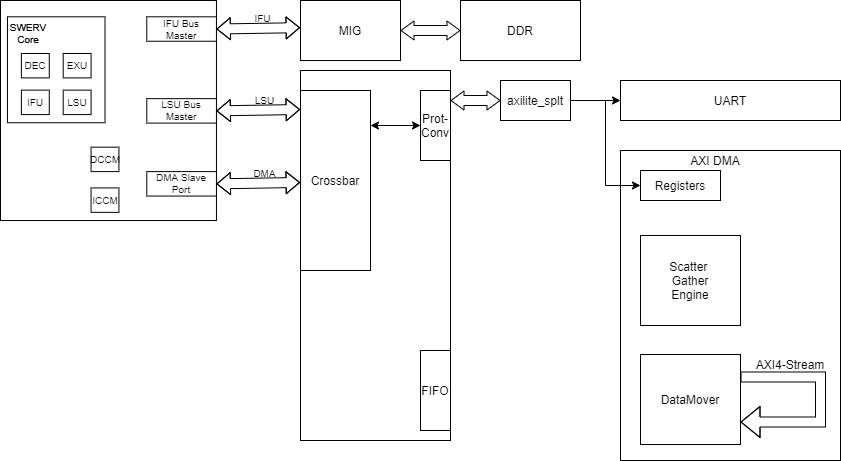 SWERV
Core
DEC
EXU
IFU
LSU
DCCM
ICCM
IFU Bus
Master
LSU Bus
Master
DMA Slave
Port
IFU
LSU
DMA
MIG
DDR
Crossbar
Prot-
Conv
FIFO
axilite_splt
UART
AXI DMA
Registers
Scatter
Gather
Engine
AXI4-Stream
DataMover